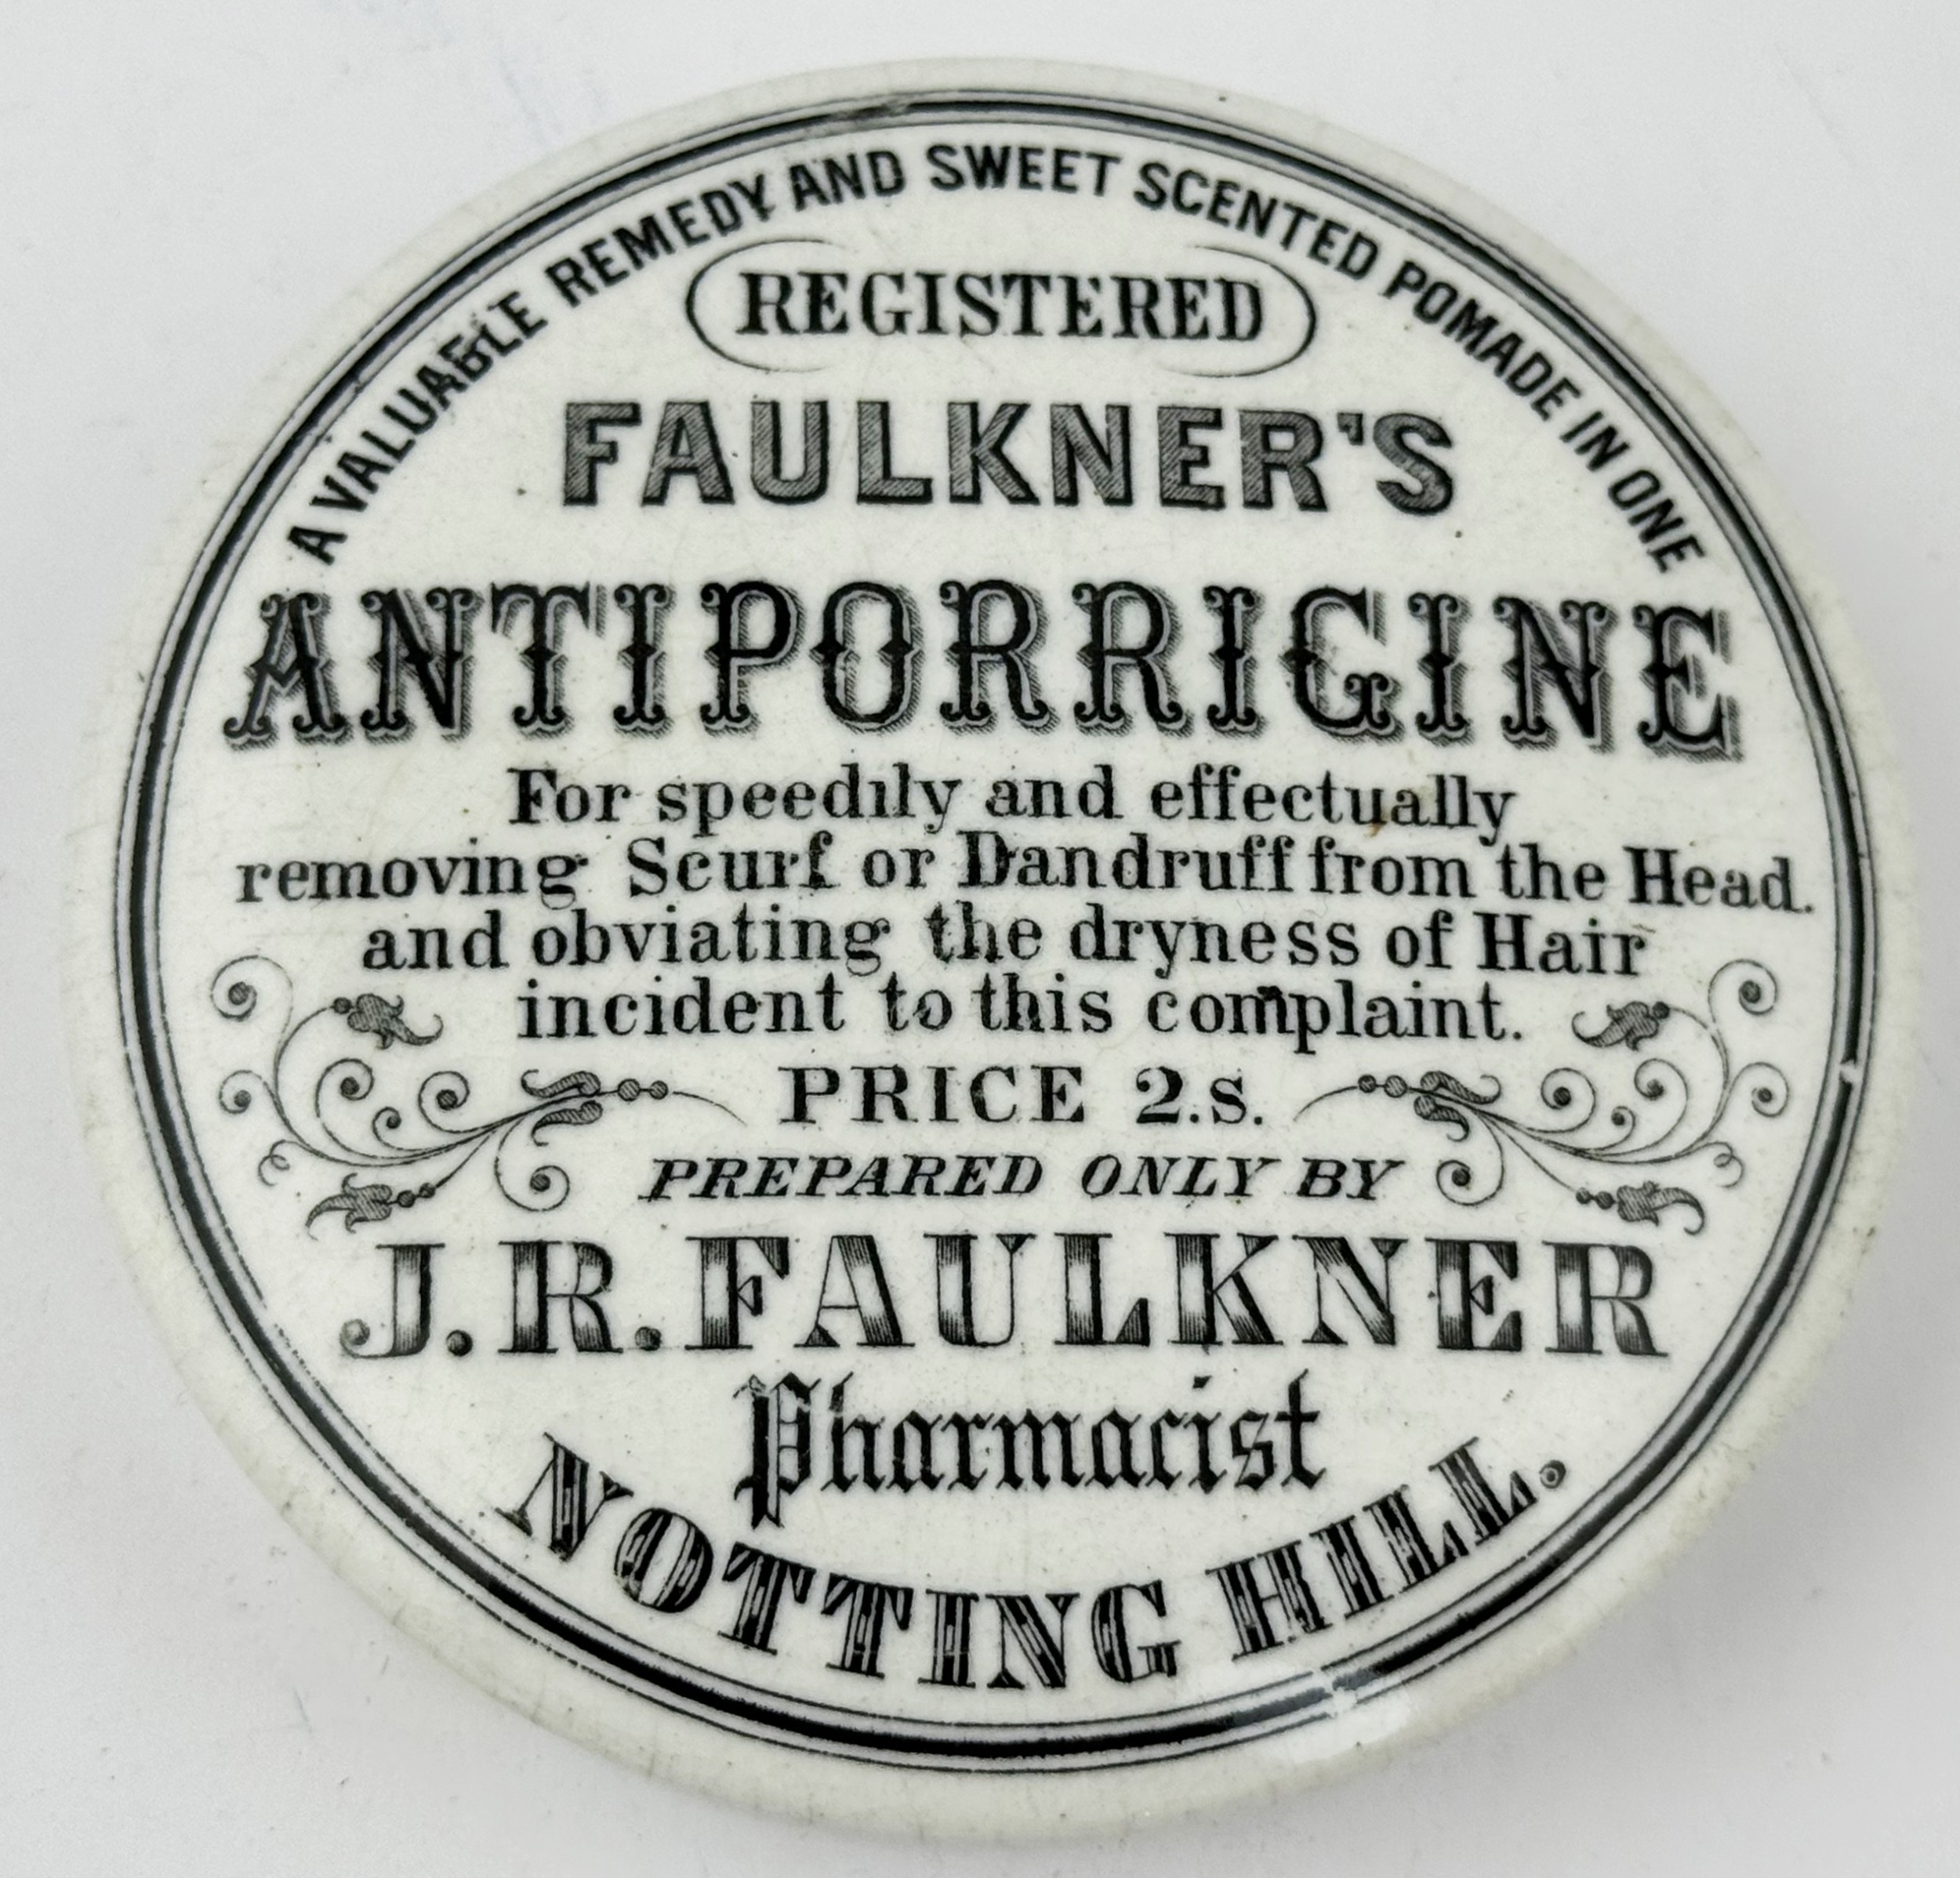 A VALUABLE REMEDY AND SWEET SCENTED POMADE IN ONE
REGISTERED
FAULKNER'S
ANTIPORRIGINE
For speedily and effectually
removing Scurf or Dandruff from the Head.
and obviating the dryness of Hair
incident to this complaint.
PRICE 2.s.
PREPARED ONLY BY
J.R.FAULKNER
Pharmacist
NOTTING HILL.